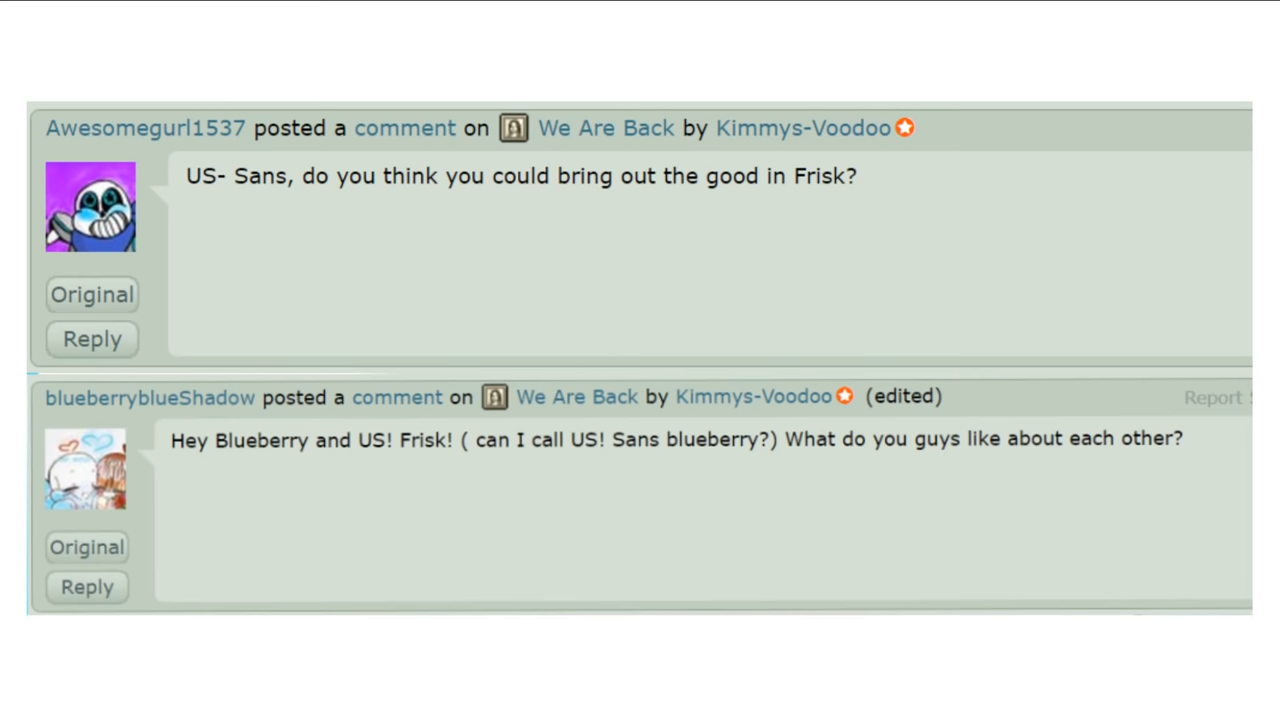 Awesomegurl1537 posted a comment on We Are Back by Kimmys-Voodoo
US- Sans, do you think you could bring out the good in Frisk?
Original
Reply
blueberryblueShadow posted a comment on We Are Back by Kimmys-Voodoo (edited)
Report
Hey Blueberry and US! Frisk! ( can I call US! Sans blueberry?) What do you guys like about each other?
Original
Reply